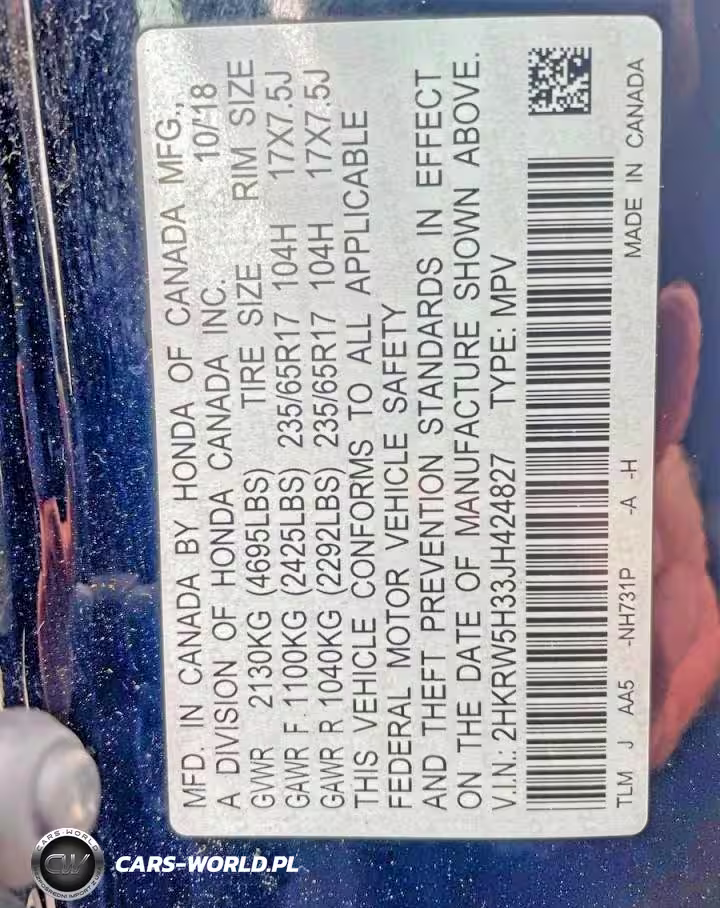 MFD. IN CANADA BY HONDA OF CANADA MFG.,
A DIVISION OF HONDA CANADA INC. 10/18
GVWR 2130KG (4695LBS) TIRE SIZE RIM SIZE
GAWR F 1100KG (2425LBS) 235/65R17 104H 17X7.5J
GAWR R 1040KG (2292LBS) 235/65R17 104H 17X7.5J
THIS VEHICLE CONFORMS TO ALL APPLICABLE
FEDERAL MOTOR VEHICLE SAFETY
AND THEFT PREVENTION STANDARDS IN EFFECT
ON THE DATE OF MANUFACTURE SHOWN ABOVE.
V.I.N.: 2HKRW5H33JH424827 TYPE: MPV
TLM J AA5 -NH731P -A -H MADE IN CANADA
CARS-WORLD
CW
CARS-WORLD.PL